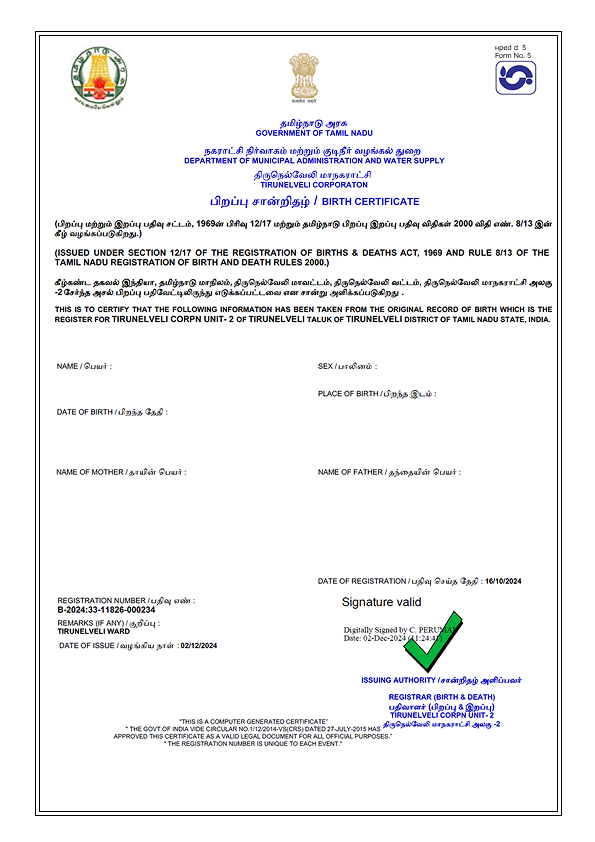 ஶped d 5
Form No. 5
தமிழ்நாடு அரசு
GOVERNMENT OF TAMIL NADU
நகராட்சி நிர்வாகம் மற்றும் குடிநீர் வழங்கல் துறை
DEPARTMENT OF MUNICIPAL ADMINISTRATION AND WATER SUPPLY
திருநெல்வேலி மாநகராட்சி
TIRUNELVELI CORPORATON
பிறப்பு சான்றிதழ் / BIRTH CERTIFICATE
(பிறப்பு மற்றும் இறப்பு பதிவு சட்டம், 1969ன் பிரிவு 12/17 மற்றும் தமிழ்நாடு பிறப்பு இறப்பு பதிவு விதிகள் 2000 விதி எண். 8/13 இன்
கீழ் வழங்கப்படுகிறது.)
(ISSUED UNDER SECTION 12/17 OF THE REGISTRATION OF BIRTHS & DEATHS ACT, 1969 AND RULE 8/13 OF THE
TAMIL NADU REGISTRATION OF BIRTH AND DEATH RULES 2000.)
கீழ்கண்ட தகவல் இந்தியா, தமிழ்நாடு மாநிலம், திருநெல்வேலி மாவட்டம், திருநெல்வேலி வட்டம், திருநெல்வேலி மாநகராட்சி அலகு
-2 சேர்ந்த அசல் பிறப்பு பதிவேட்டிலிருந்து எடுக்கப்பட்டவை என சான்று அளிக்கப்படுகிறது .
THIS IS TO CERTIFY THAT THE FOLLOWING INFORMATION HAS BEEN TAKEN FROM THE ORIGINAL RECORD OF BIRTH WHICH IS THE
REGISTER FOR TIRUNELVELI CORPN UNIT- 2 OF TIRUNELVELI TALUK OF TIRUNELVELI DISTRICT OF TAMIL NADU STATE, INDIA.
NAME / பெயர் :
SEX / பாலினம் :
PLACE OF BIRTH / பிறந்த இடம் :
DATE OF BIRTH / பிறந்த தேதி :
NAME OF MOTHER / தாயின் பெயர் :
NAME OF FATHER / தந்தையின் பெயர் :
DATE OF REGISTRATION / பதிவு செய்த தேதி : 16/10/2024
REGISTRATION NUMBER / பதிவு எண் :
B-2024:33-11826-000234
REMARKS (IF ANY) / குறிப்பு :
TIRUNELVELI WARD
DATE OF ISSUE / வழங்கிய நாள் : 02/12/2024
Signature valid
Digitally Signed by C. PERUMAL
Date: 02-Dec-2024 (11:24:41)
ISSUING AUTHORITY / சான்றிதழ் அளிப்பவர்
REGISTRAR (BIRTH & DEATH)
பதிவாளர் (பிறப்பு & இறப்பு)
TIRUNELVELI CORPN UNIT- 2
திருநெல்வேலி மாநகராட்சி அலகு -2
"THIS IS A COMPUTER GENERATED CERTIFICATE"
" THE GOVT.OF INDIA VIDE CIRCULAR NO.1/12/2014-VS(CRS) DATED 27-JULY-2015 HAS
APPROVED THIS CERTIFICATE AS A VALID LEGAL DOCUMENT FOR ALL OFFICIAL PURPOSES."
" THE REGISTRATION NUMBER IS UNIQUE TO EACH EVENT."